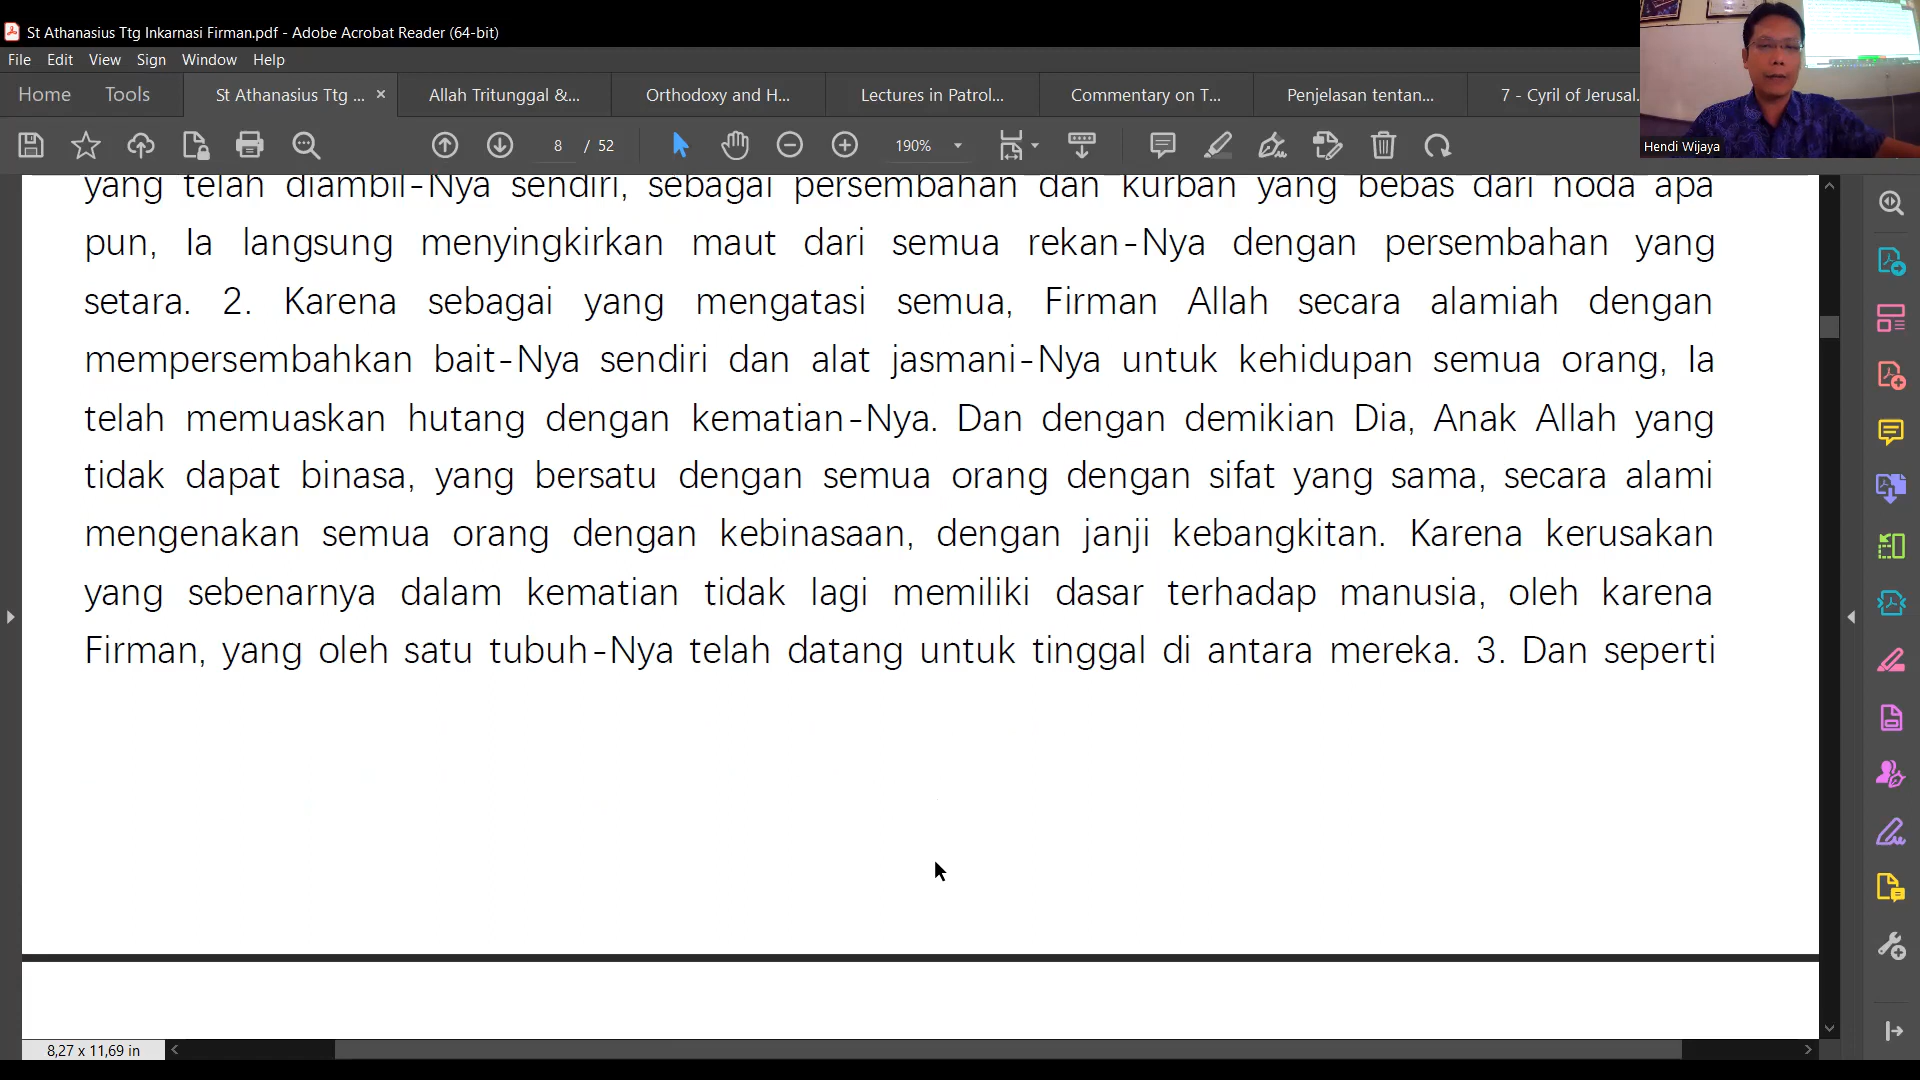 St Athanasius Ttg Inkarnasi Firman.pdf - Adobe Acrobat Reader (64-bit)
File Edit View Sign Window Help
Home Tools St Athanasius Ttg ... × Allah Tritunggal &... Orthodoxy and H... Lectures in Patrol... Commentary on T... Penjelasan tentan... 7 - Cyril of Jerusal.
8 / 52 190%
Hendi Wijaya
yang telah diambil-Nya sendiri, sebagai persembahan dan kurban yang bebas dari noda apa
pun, Ia langsung menyingkirkan maut dari semua rekan-Nya dengan persembahan yang
setara. 2. Karena sebagai yang mengatasi semua, Firman Allah secara alamiah dengan
mempersembahkan bait-Nya sendiri dan alat jasmani-Nya untuk kehidupan semua orang, Ia
telah memuaskan hutang dengan kematian-Nya. Dan dengan demikian Dia, Anak Allah yang
tidak dapat binasa, yang bersatu dengan semua orang dengan sifat yang sama, secara alami
mengenakan semua orang dengan kebinasaan, dengan janji kebangkitan. Karena kerusakan
yang sebenarnya dalam kematian tidak lagi memiliki dasar terhadap manusia, oleh karena
Firman, yang oleh satu tubuh-Nya telah datang untuk tinggal di antara mereka. 3. Dan seperti
8,27 x 11,69 in